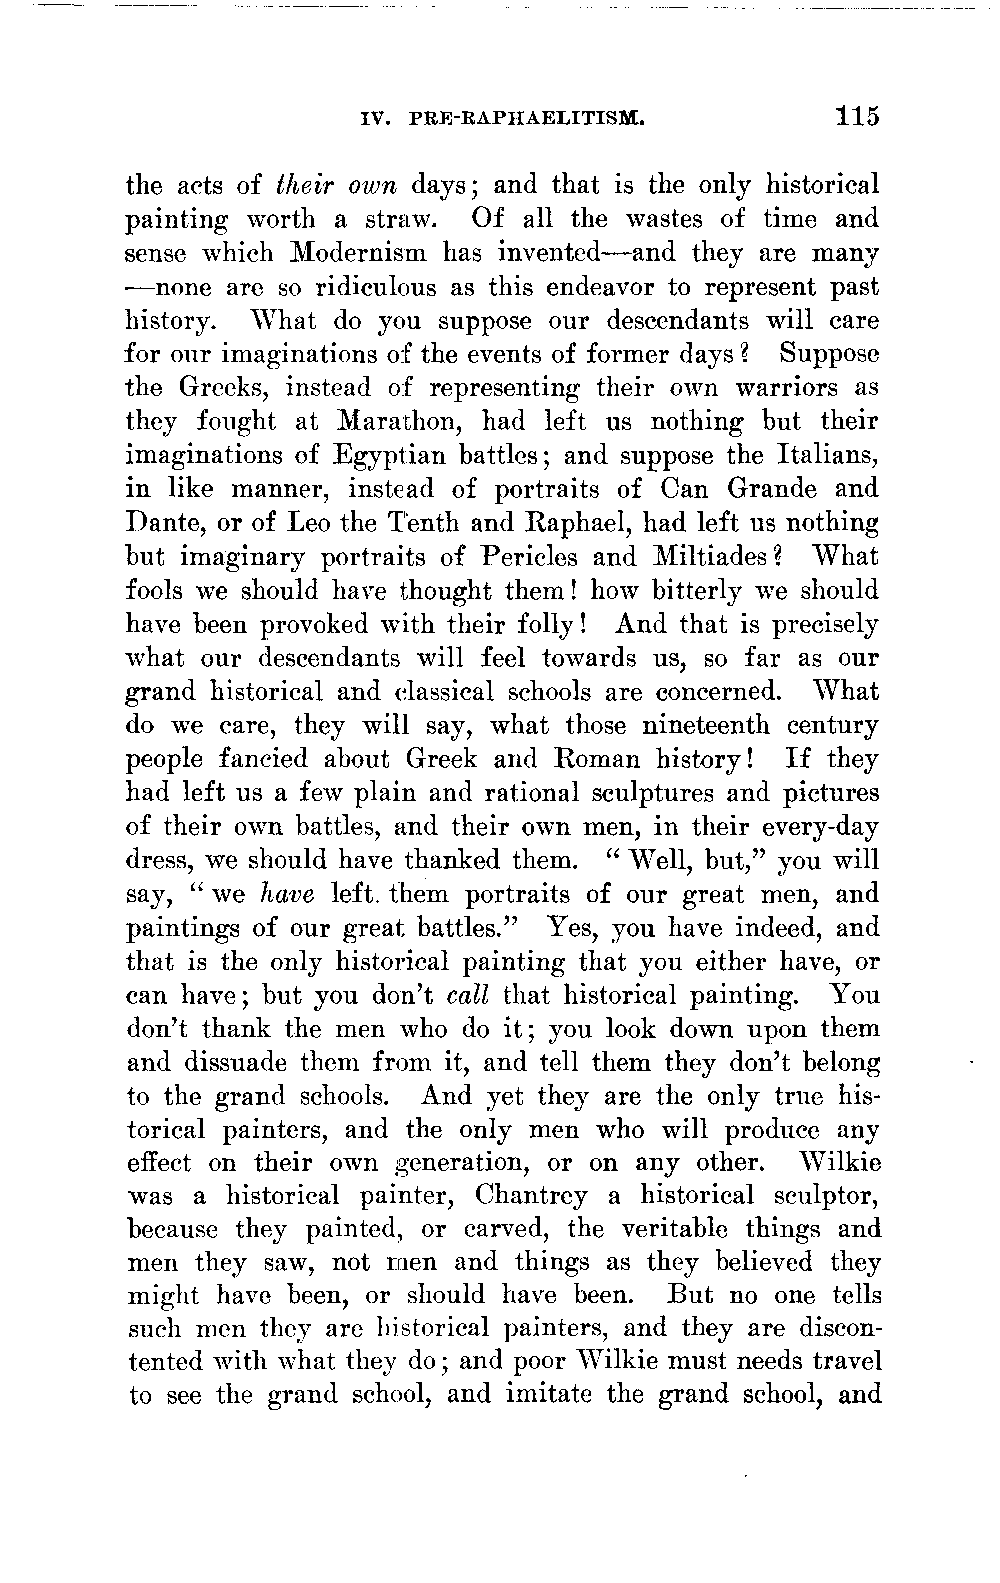 IV. PRE-RAPHAELITISM. 115
the acts of their own days; and that is the only historical
painting worth a straw. Of all the wastes of time and
sense which Modernism has invented—and they are many
—none are so ridiculous as this endeavor to represent past
history. What do you suppose our descendants will care
for our imaginations of the events of former days? Suppose
the Greeks, instead of representing their own warriors as
they fought at Marathon, had left us nothing but their
imaginations of Egyptian battles; and suppose the Italians,
in like manner, instead of portraits of Can Grande and
Dante, or of Leo the Tenth and Raphael, had left us nothing
but imaginary portraits of Pericles and Miltiades? What
fools we should have thought them! how bitterly we should
have been provoked with their folly! And that is precisely
what our descendants will feel towards us, so far as our
grand historical and classical schools are concerned. What
do we care, they will say, what those nineteenth century
people fancied about Greek and Roman history! If they
had left us a few plain and rational sculptures and pictures
of their own battles, and their own men, in their every-day
dress, we should have thanked them. “Well, but,” you will
say, “we have left them portraits of our great men, and
paintings of our great battles.” Yes, you have indeed, and
that is the only historical painting that you either have, or
can have; but you don’t call that historical painting. You
don’t thank the men who do it; you look down upon them
and dissuade them from it, and tell them they don’t belong
to the grand schools. And yet they are the only true his-
torical painters, and the only men who will produce any
effect on their own generation, or on any other. Wilkie
was a historical painter, Chantrey a historical sculptor,
because they painted, or carved, the veritable things and
men they saw, not men and things as they believed they
might have been, or should have been. But no one tells
such men they are historical painters, and they are discon-
tented with what they do; and poor Wilkie must needs travel
to see the grand school, and imitate the grand school, and